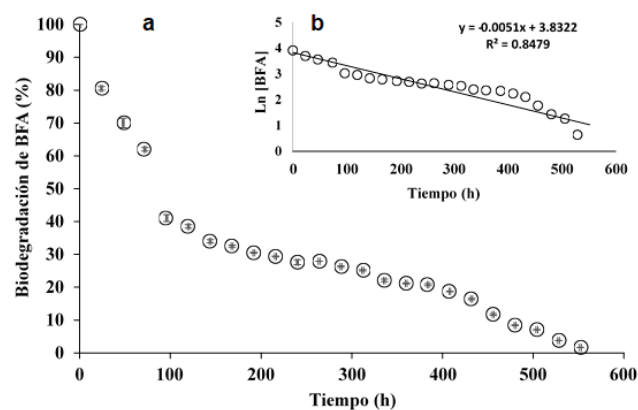 a
b
y = -0.0051x + 3.8322
R² = 0.8479
Biodegradación de BFA (%)
100
90
80
70
60
50
40
30
20
10
0
0 100 200 300 400 500 600
Tiempo (h)
Ln [BFA]
5
4
3
2
1
0
0 100 200 300 400 500
Tiempo (h)